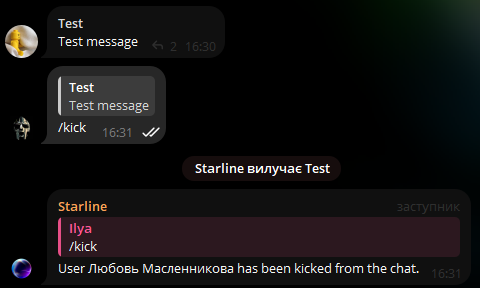 Test
Test message
2 16:30
Test
Test message
/kick
16:31
Starline вилучає Test
Starline заступник
Ilya
/kick
User Любовь Масленникова has been kicked from the chat.
16:31